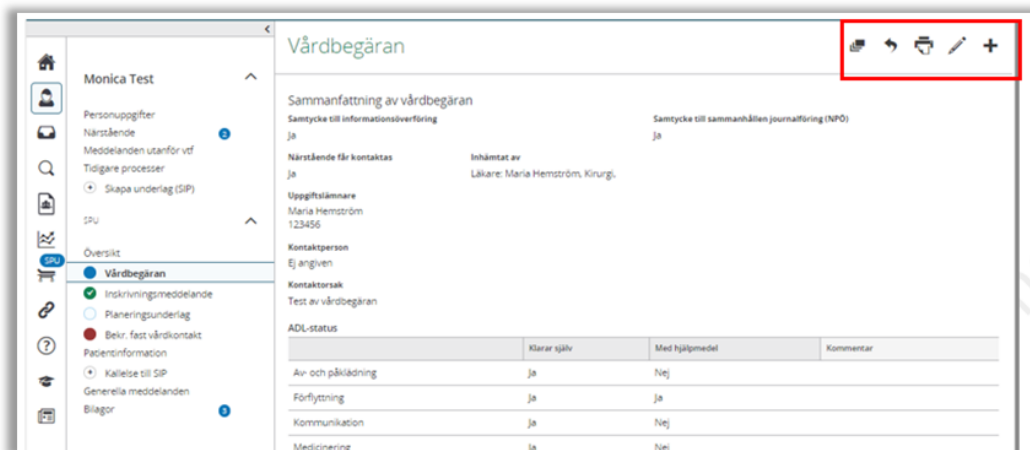 Vårdbegäran
Monica Test
Personuppgifter
Närstående 2
Meddelanden utanför vtf
Tidigare processer
Skapa underlag (SIP)
SPU
SPU
Översikt
Vårdbegäran
Inskrivningsmeddelande
Planeringsunderlag
Bekr. fast vårdkontakt
Patientinformation
Kallelse till SIP
Generella meddelanden
Bilagor 3
Sammanfattning av vårdbegäran
Samtycke till informationsöverföring Samtycke till sammanhållen journalföring (NPÖ)
Ja Ja
Närstående får kontaktas Inhämtat av
Ja Läkare: Maria Hemström, Kirurgi,
Uppgiftslämnare
Maria Hemström
123456
Kontaktperson
Ej angiven
Kontaktorsak
Test av vårdbegäran
ADL-status
Klarar själv Med hjälpmedel Kommentar
Av- och påklädning Ja Nej
Förflyttning Ja Ja
Kommunikation Ja Nej
Medicinering Ja Nej